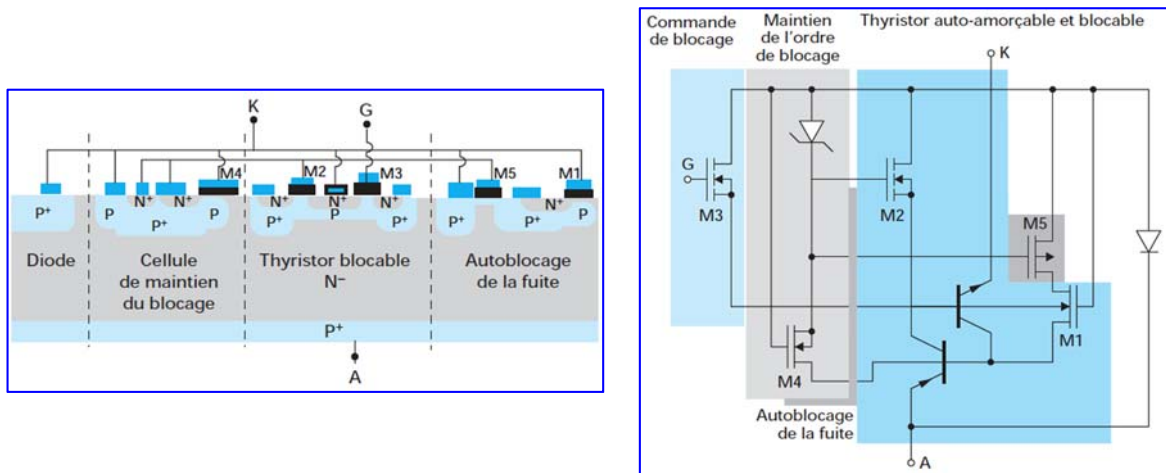 K
G
M4
M2
M3
M5
M1
P+
P
N+
N+
P
P+
P+
N+
P
N+
P+
P+
N+
P
Diode
Cellule
de maintien
du blocage
Thyristor blocable
N−
Autoblocage
de la fuite
P+
A
Commande
de blocage
Maintien
de l'ordre
de blocage
Thyristor auto-amorçable et blocable
K
G
M3
M2
M5
M1
M4
Autoblocage
de la fuite
A